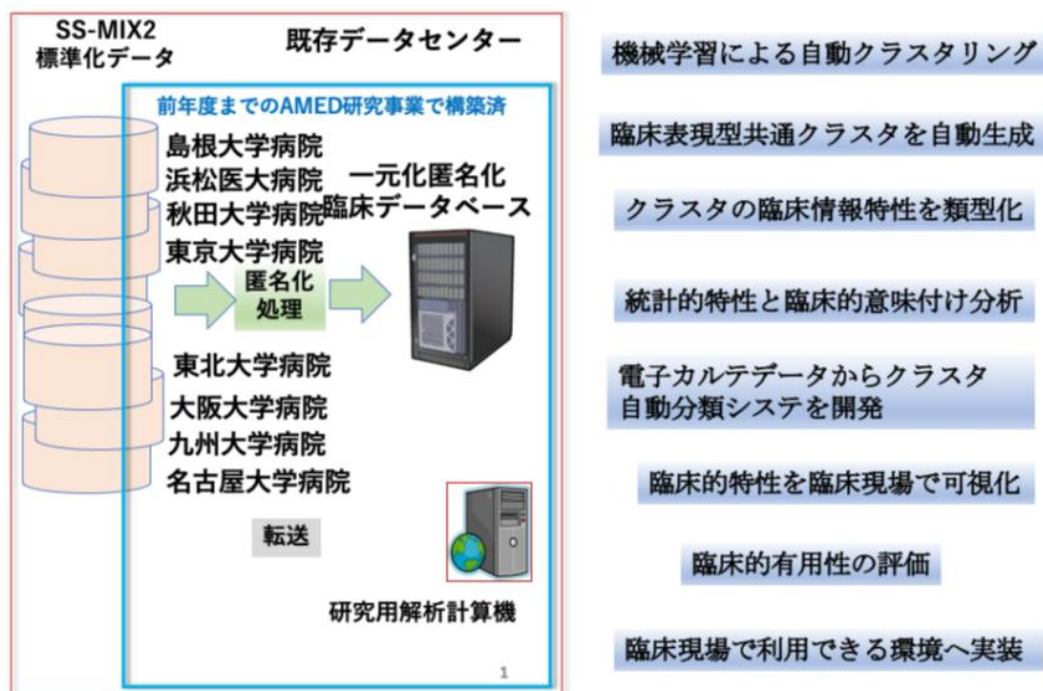 SS-MIX2
標準化データ
既存データセンター
前年度までのAMED研究事業で構築済
島根大学病院
浜松医大病院
秋田大学病院
東京大学病院
一元化匿名化
臨床データベース
匿名化
処理
東北大学病院
大阪大学病院
九州大学病院
名古屋大学病院
転送
研究用解析計算機
1
機械学習による自動クラスタリング
臨床表現型共通クラスタを自動生成
クラスタの臨床情報特性を類型化
統計的特性と臨床的意味付け分析
電子カルテデータからクラスタ
自動分類システを開発
臨床的特性を臨床現場で可視化
臨床的有用性の評価
臨床現場で利用できる環境へ実装